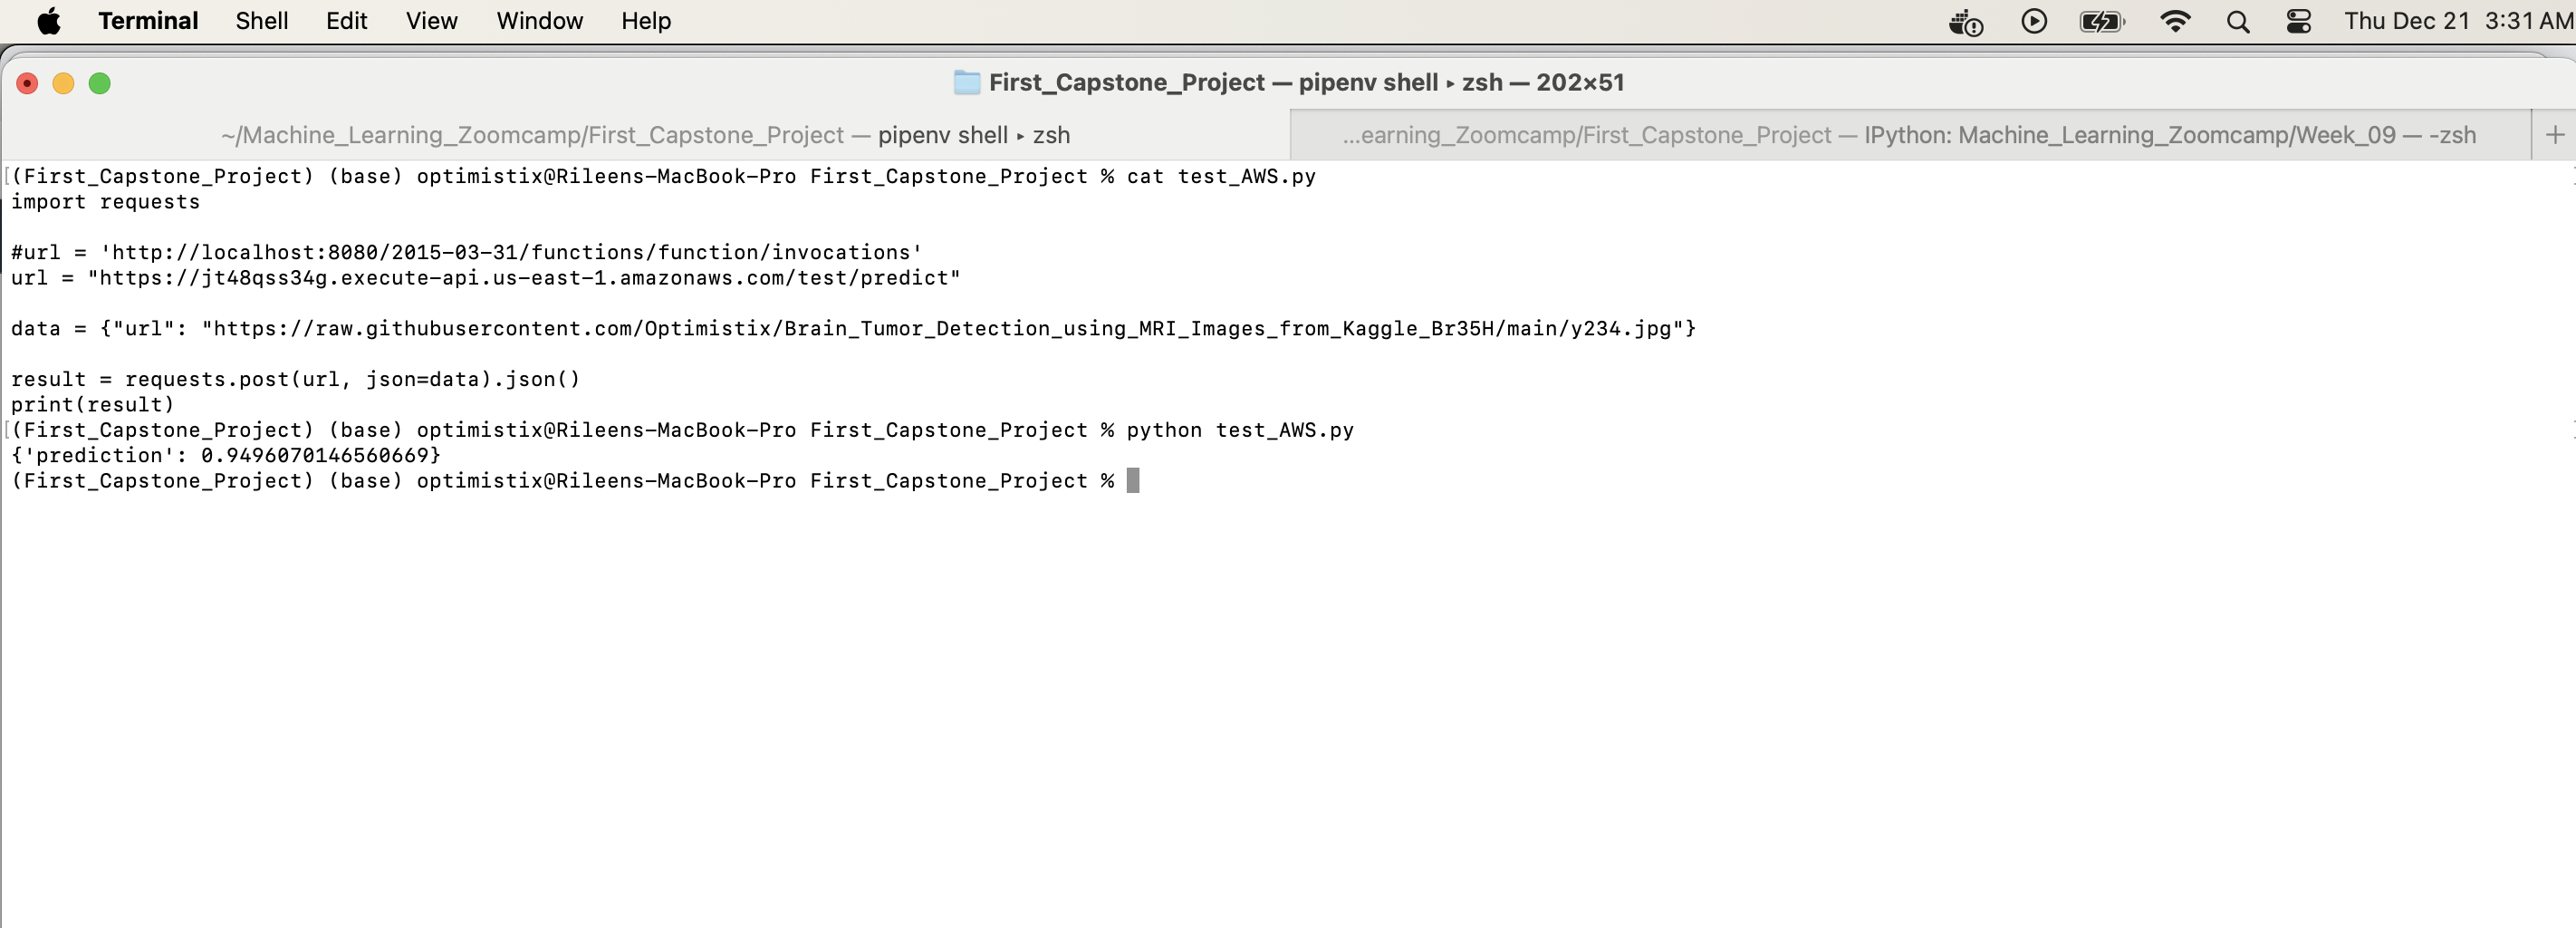 Terminal Shell Edit View Window Help Thu Dec 21 3:31 AM
First_Capstone_Project — pipenv shell ▸ zsh — 202×51
~/Machine_Learning_Zoomcamp/First_Capstone_Project — pipenv shell ▸ zsh
...earning_Zoomcamp/First_Capstone_Project — IPython: Machine_Learning_Zoomcamp/Week_09 — -zsh
(First_Capstone_Project) (base) optimistix@Rileens-MacBook-Pro First_Capstone_Project % cat test_AWS.py
import requests
#url = 'http://localhost:8080/2015-03-31/functions/function/invocations'
url = "https://jt48qss34g.execute-api.us-east-1.amazonaws.com/test/predict"
data = {"url": "https://raw.githubusercontent.com/Optimistix/Brain_Tumor_Detection_using_MRI_Images_from_Kaggle_Br35H/main/y234.jpg"}
result = requests.post(url, json=data).json()
print(result)
(First_Capstone_Project) (base) optimistix@Rileens-MacBook-Pro First_Capstone_Project % python test_AWS.py
{'prediction': 0.9496070146560669}
(First_Capstone_Project) (base) optimistix@Rileens-MacBook-Pro First_Capstone_Project %